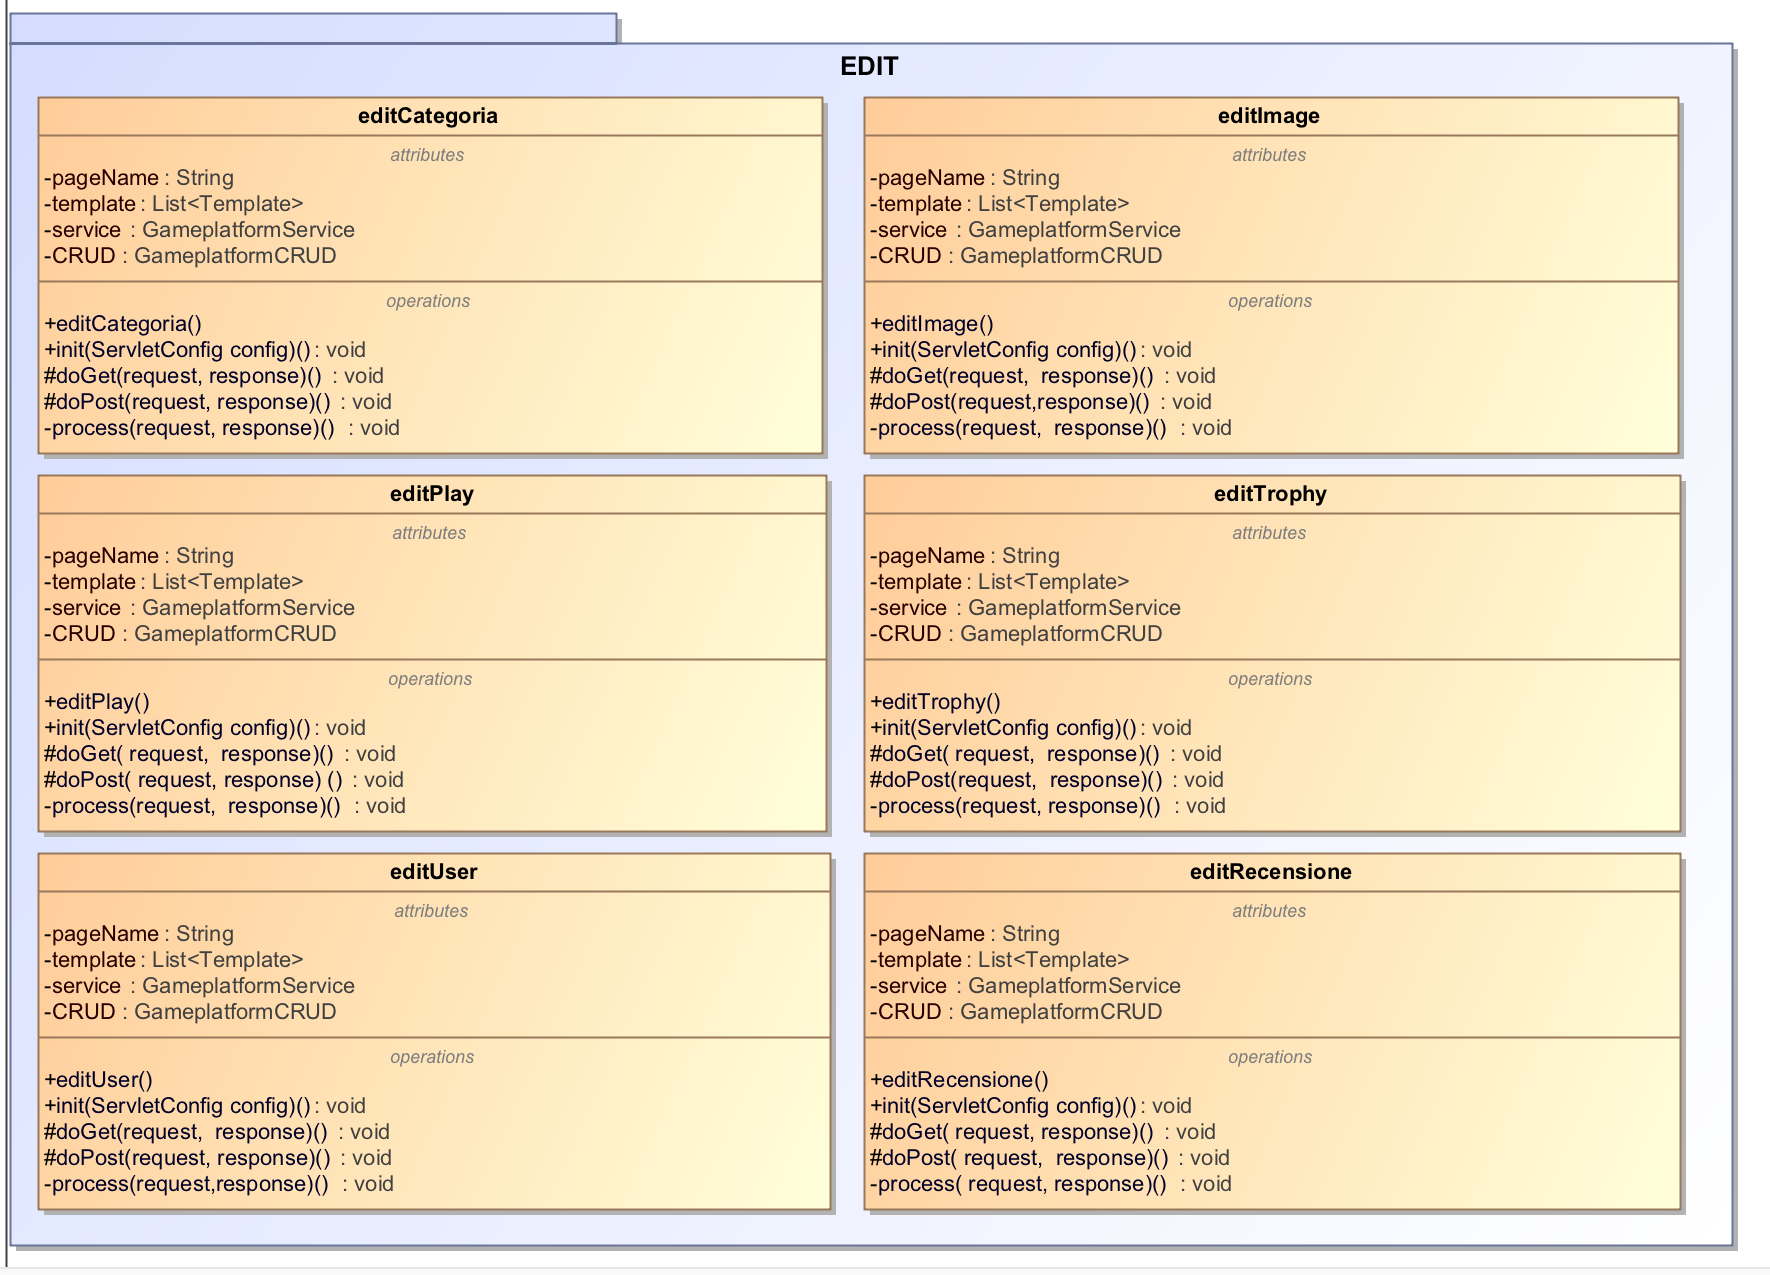 EDIT
editCategoria
attributes
-pageName : String
-template : List<Template>
-service : GameplatformService
-CRUD : GameplatformCRUD
operations
+editCategoria()
+init(ServletConfig config)() : void
#doGet(request, response)() : void
#doPost(request, response)() : void
-process(request, response)() : void
editImage
attributes
-pageName : String
-template : List<Template>
-service : GameplatformService
-CRUD : GameplatformCRUD
operations
+editImage()
+init(ServletConfig config)() : void
#doGet(request, response)() : void
#doPost(request,response)() : void
-process(request, response)() : void
editPlay
attributes
-pageName : String
-template : List<Template>
-service : GameplatformService
-CRUD : GameplatformCRUD
operations
+editPlay()
+init(ServletConfig config)() : void
#doGet( request, response)() : void
#doPost( request, response) () : void
-process(request, response)() : void
editTrophy
attributes
-pageName : String
-template : List<Template>
-service : GameplatformService
-CRUD : GameplatformCRUD
operations
+editTrophy()
+init(ServletConfig config)() : void
#doGet( request, response)() : void
#doPost(request, response)() : void
-process(request, response)() : void
editUser
attributes
-pageName : String
-template : List<Template>
-service : GameplatformService
-CRUD : GameplatformCRUD
operations
+editUser()
+init(ServletConfig config)() : void
#doGet(request, response)() : void
#doPost(request, response)() : void
-process(request,response)() : void
editRecensione
attributes
-pageName : String
-template : List<Template>
-service : GameplatformService
-CRUD : GameplatformCRUD
operations
+editRecensione()
+init(ServletConfig config)() : void
#doGet( request, response)() : void
#doPost( request, response)() : void
-process( request, response)() : void